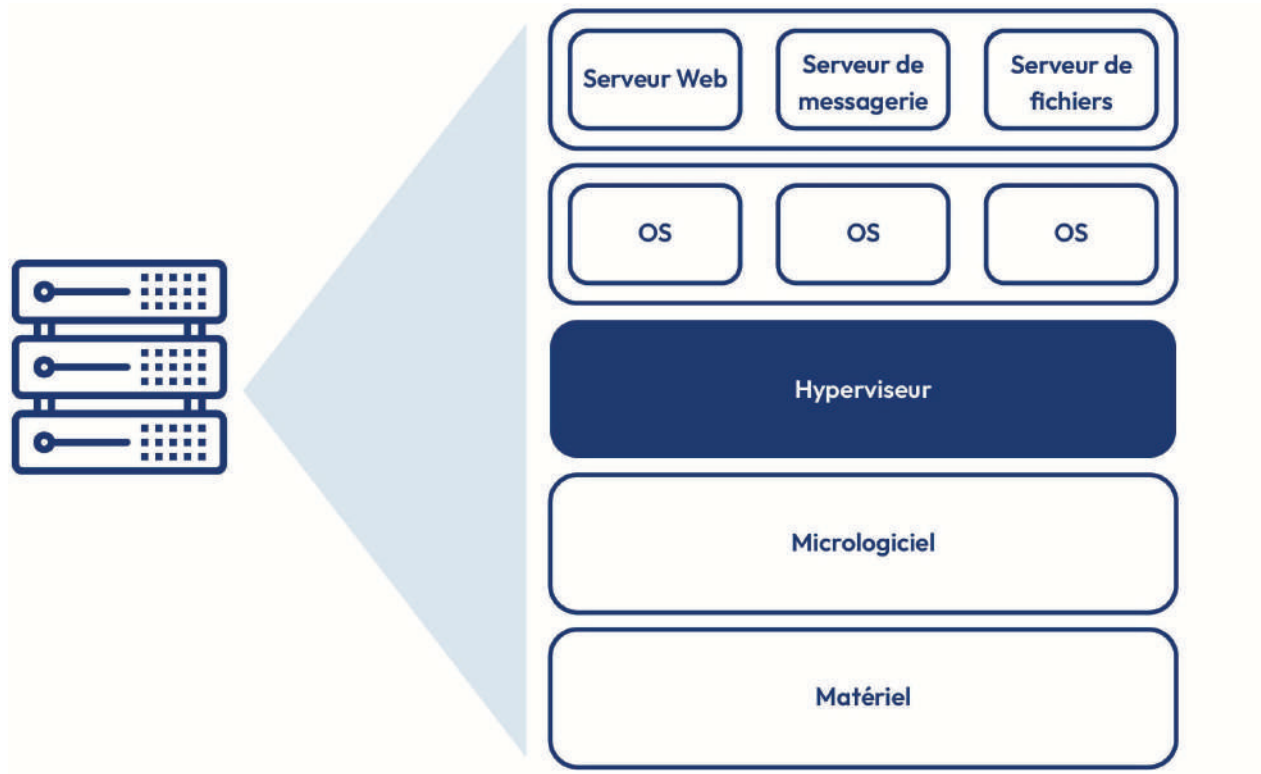 Serveur Web
Serveur de
messagerie
Serveur de
fichiers
OS
OS
OS
Hyperviseur
Micrologiciel
Matériel